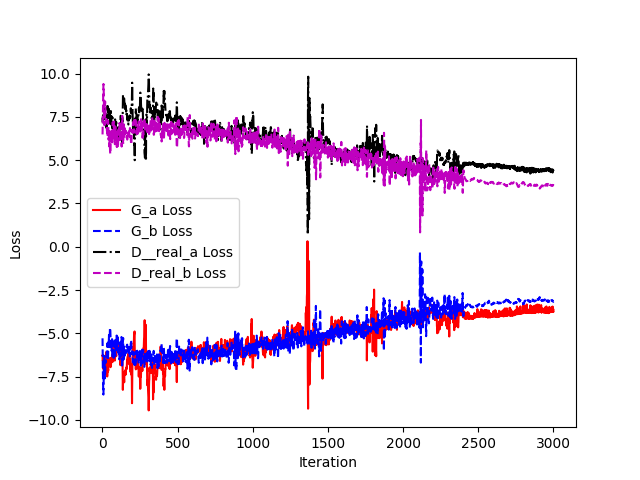 10.0
7.5
5.0
2.5
0.0
−2.5
−5.0
−7.5
−10.0
Loss
G_a Loss
G_b Loss
D__real_a Loss
D_real_b Loss
0 500 1000 1500 2000 2500 3000
Iteration